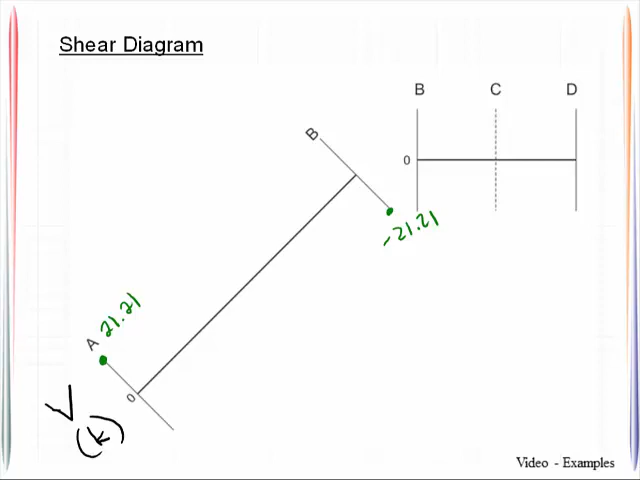 Shear Diagram
B C D
0
B
-21.21
A 21.21
0
V
(k)
Video - Examples